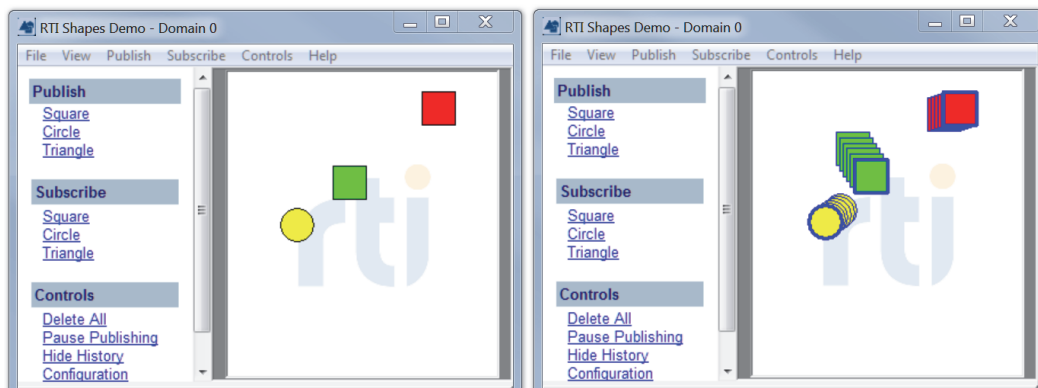 RTI Shapes Demo - Domain 0
File View Publish Subscribe Controls Help
Publish
Square
Circle
Triangle
Subscribe
Square
Circle
Triangle
Controls
Delete All
Pause Publishing
Hide History
Configuration
rti
RTI Shapes Demo - Domain 0
File View Publish Subscribe Controls Help
Publish
Square
Circle
Triangle
Subscribe
Square
Circle
Triangle
Controls
Delete All
Pause Publishing
Hide History
Configuration
rti